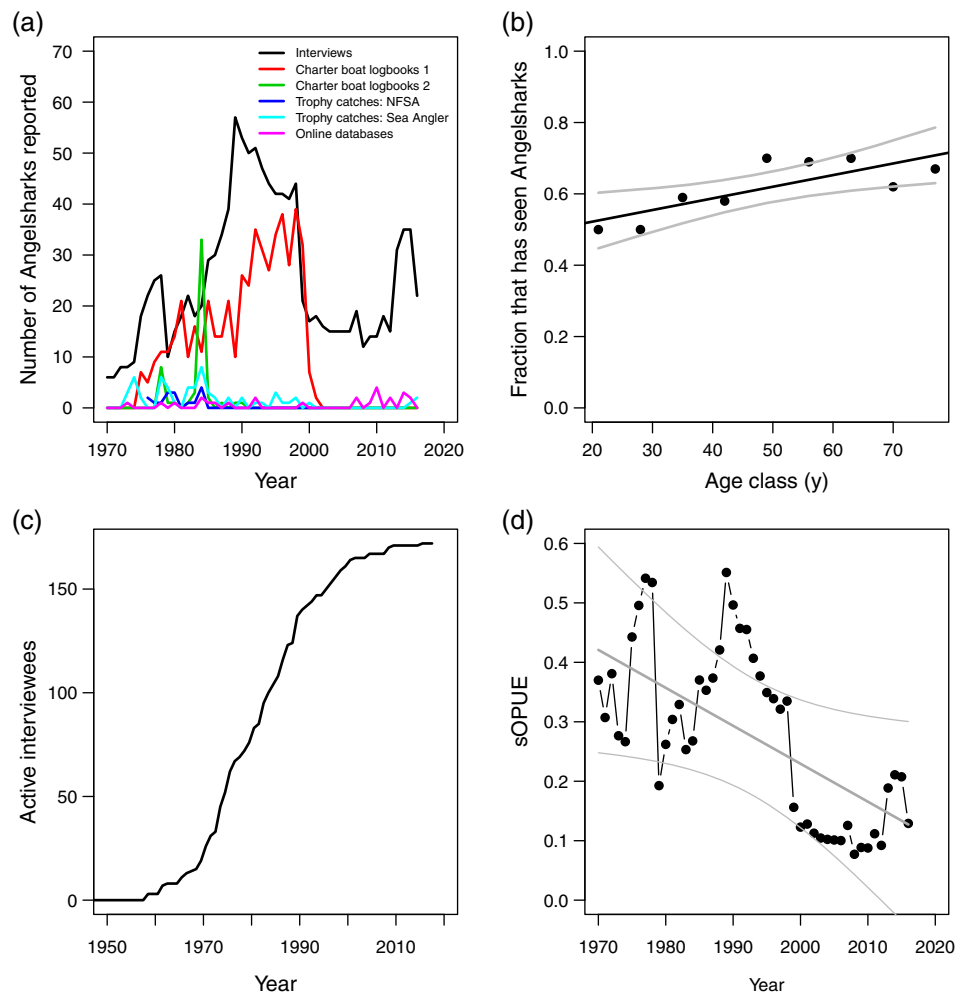 (a)
Number of Angelsharks reported
70
60
50
40
30
20
10
0
Interviews
Charter boat logbooks 1
Charter boat logbooks 2
Trophy catches: NFSA
Trophy catches: Sea Angler
Online databases
1970 1980 1990 2000 2010 2020
Year
(b)
Fraction that has seen Angelsharks
1.0
0.8
0.6
0.4
0.2
0.0
20 30 40 50 60 70
Age class (y)
(c)
Active interviewees
150
100
50
0
1950 1970 1990 2010
Year
(d)
sOPUE
0.6
0.5
0.4
0.3
0.2
0.1
0.0
1970 1980 1990 2000 2010 2020
Year